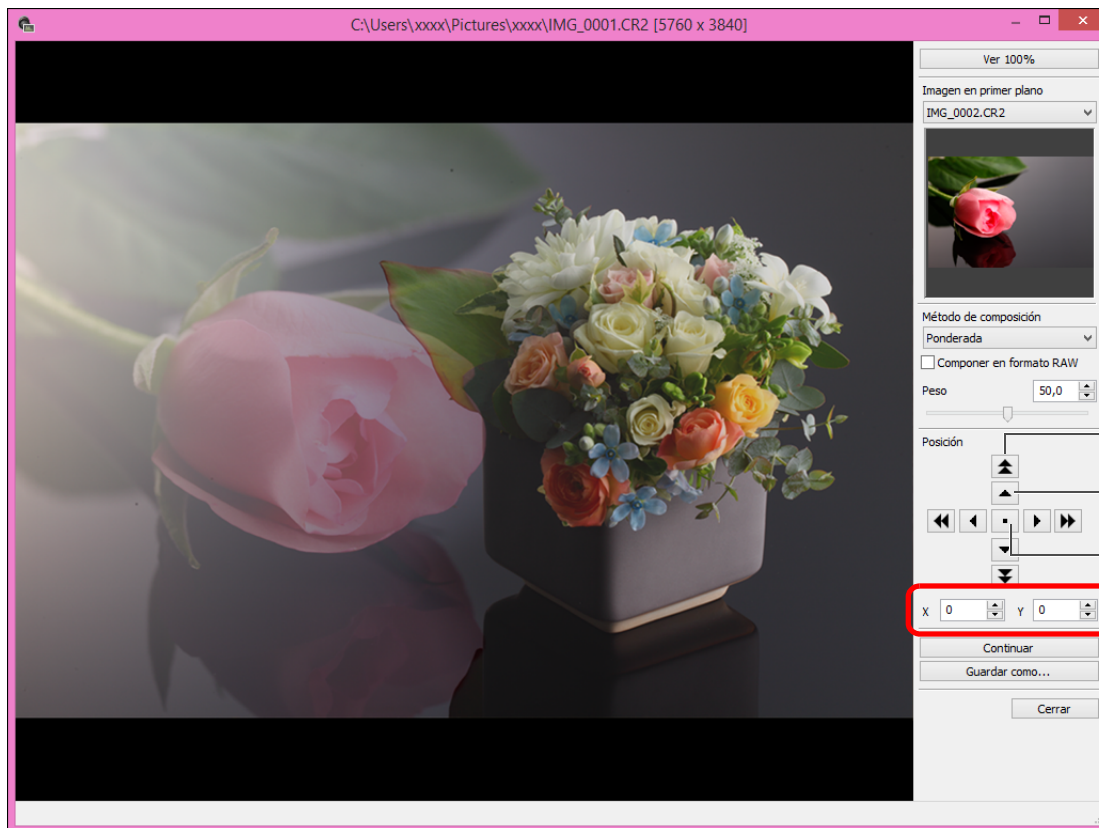 C:\Users\xxxx\Pictures\xxxx\IMG_0001.CR2 [5760 x 3840]
Ver 100%
Imagen en primer plano
IMG_0002.CR2
Método de composición
Ponderada
Componer en formato RAW
Peso 50,0
Posición
X 0 Y 0
Continuar
Guardar como...
Cerrar